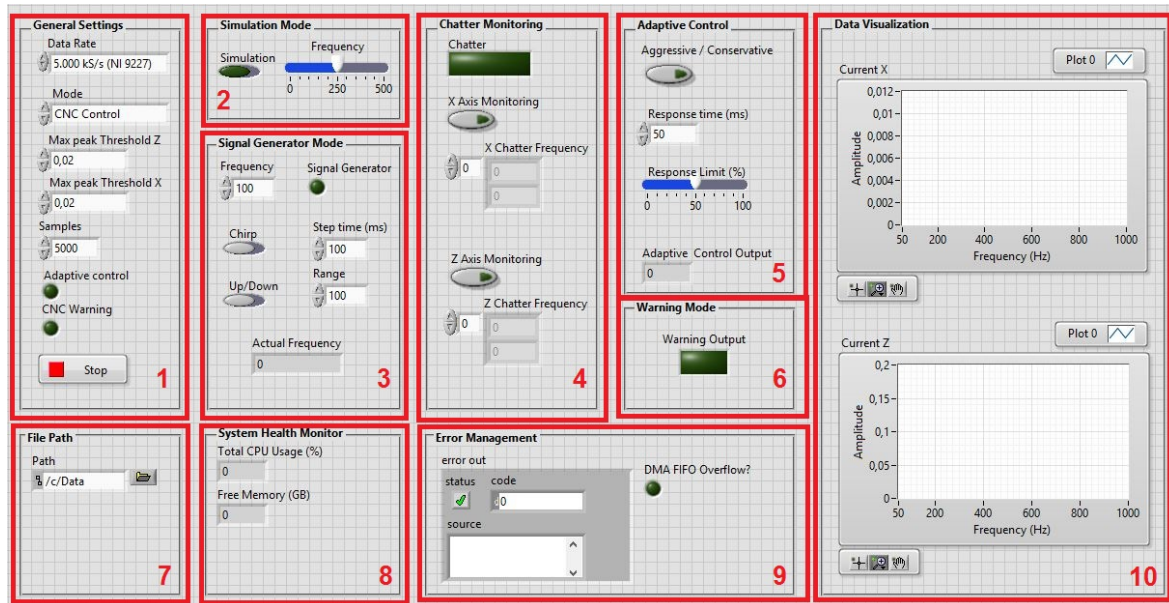 General Settings
Data Rate
5.000 kS/s (NI 9227)
Mode
CNC Control
Max peak Threshold Z
0,02
Max peak Threshold X
0,02
Samples
5000
Adaptive control
CNC Warning
Stop
1
Simulation Mode
Simulation
Frequency
0 250 500
2
Signal Generator Mode
Frequency
100
Signal Generator
Chirp
Step time (ms)
100
Up/Down
Range
100
Actual Frequency
0
3
Chatter Monitoring
Chatter
X Axis Monitoring
X Chatter Frequency
0
0
0
Z Axis Monitoring
Z Chatter Frequency
0
0
0
4
Adaptive Control
Aggressive / Conservative
Response time (ms)
50
Response Limit (%)
0 50 100
Adaptive Control Output
0
5
Warning Mode
Warning Output
6
File Path
Path
/c/Data
7
System Health Monitor
Total CPU Usage (%)
0
Free Memory (GB)
0
8
Error Management
error out
status code
0
source
DMA FIFO Overflow?
9
Data Visualization
Plot 0
Current X
0,012
0,01
0,008
0,006
0,004
0,002
0
Amplitude
50 200 400 600 800 1000
Frequency (Hz)
Plot 0
Current Z
0,2
0,15
0,1
0,05
0
Amplitude
50 200 400 600 800 1000
Frequency (Hz)
10